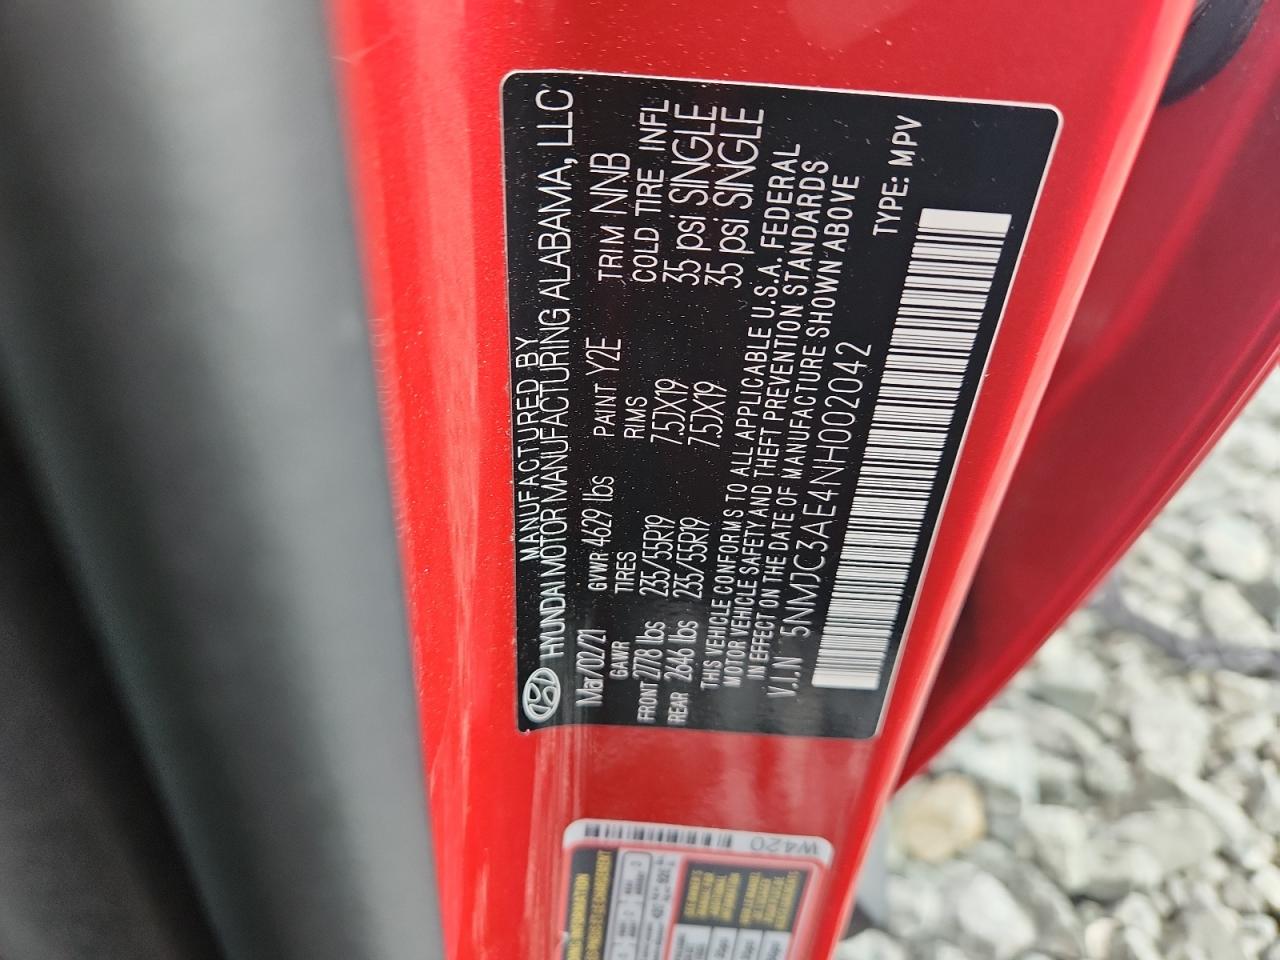 MANUFACTURED BY
HYUNDAI MOTOR MANUFACTURING ALABAMA, LLC
Mar/02/21 GVWR 4629 lbs PAINT Y2E TRIM NNB
GAWR TIRES RIMS COLD TIRE INFL
FRONT 2778 lbs 235/55R19 7.5JX19 35 psi SINGLE
REAR 2646 lbs 235/55R19 7.5JX19 35 psi SINGLE
THIS VEHICLE CONFORMS TO ALL APPLICABLE U.S.A. FEDERAL
MOTOR VEHICLE SAFETY AND THEFT PREVENTION STANDARDS
IN EFFECT ON THE DATE OF MANUFACTURE SHOWN ABOVE
V.I.N 5NMJC3AE4NH002042 TYPE: MPV
W420